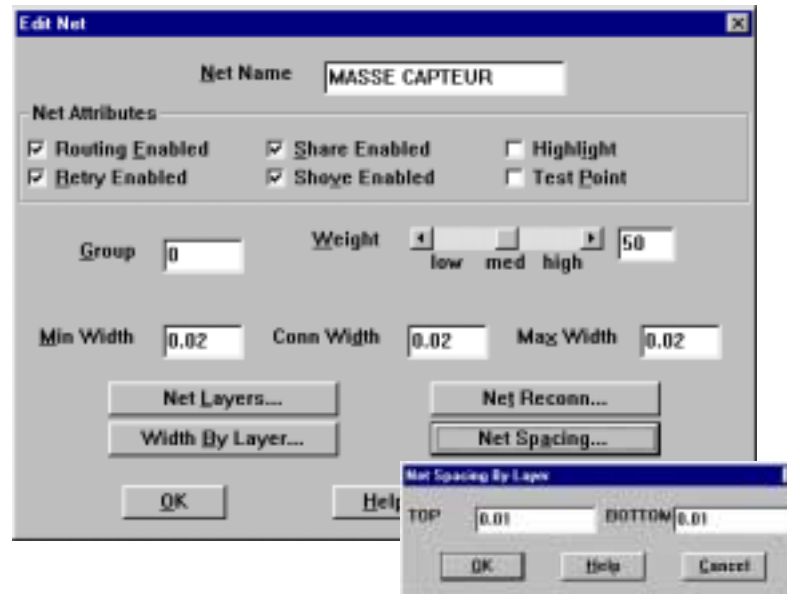 Edit Net
Net Name MASSE CAPTEUR
Net Attributes
Routing Enabled Share Enabled Highlight
Retry Enabled Shove Enabled Test Point
Group 0 Weight 50
low med high
Min Width 0.02 Conn Width 0.02 Max Width 0.02
Net Layers... Net Reconn...
Width By Layer... Net Spacing...
OK Help
Net Spacing By Layer
TOP 0.01 BOTTOM 0.01
OK Help Cancel